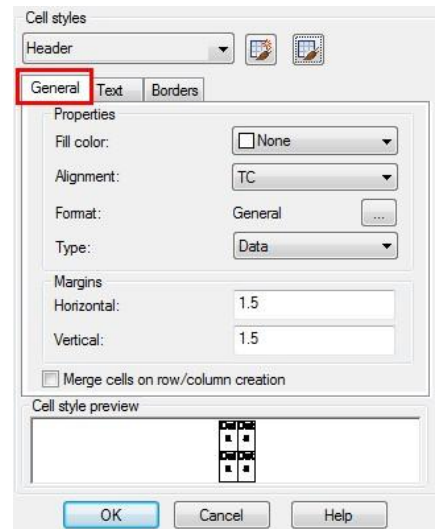 Cell styles
Header
General Text Borders
Properties
Fill color: None
Alignment: TC
Format: General ...
Type: Data
Margins
Horizontal: 1.5
Vertical: 1.5
Merge cells on row/column creation
Cell style preview
OK Cancel Help